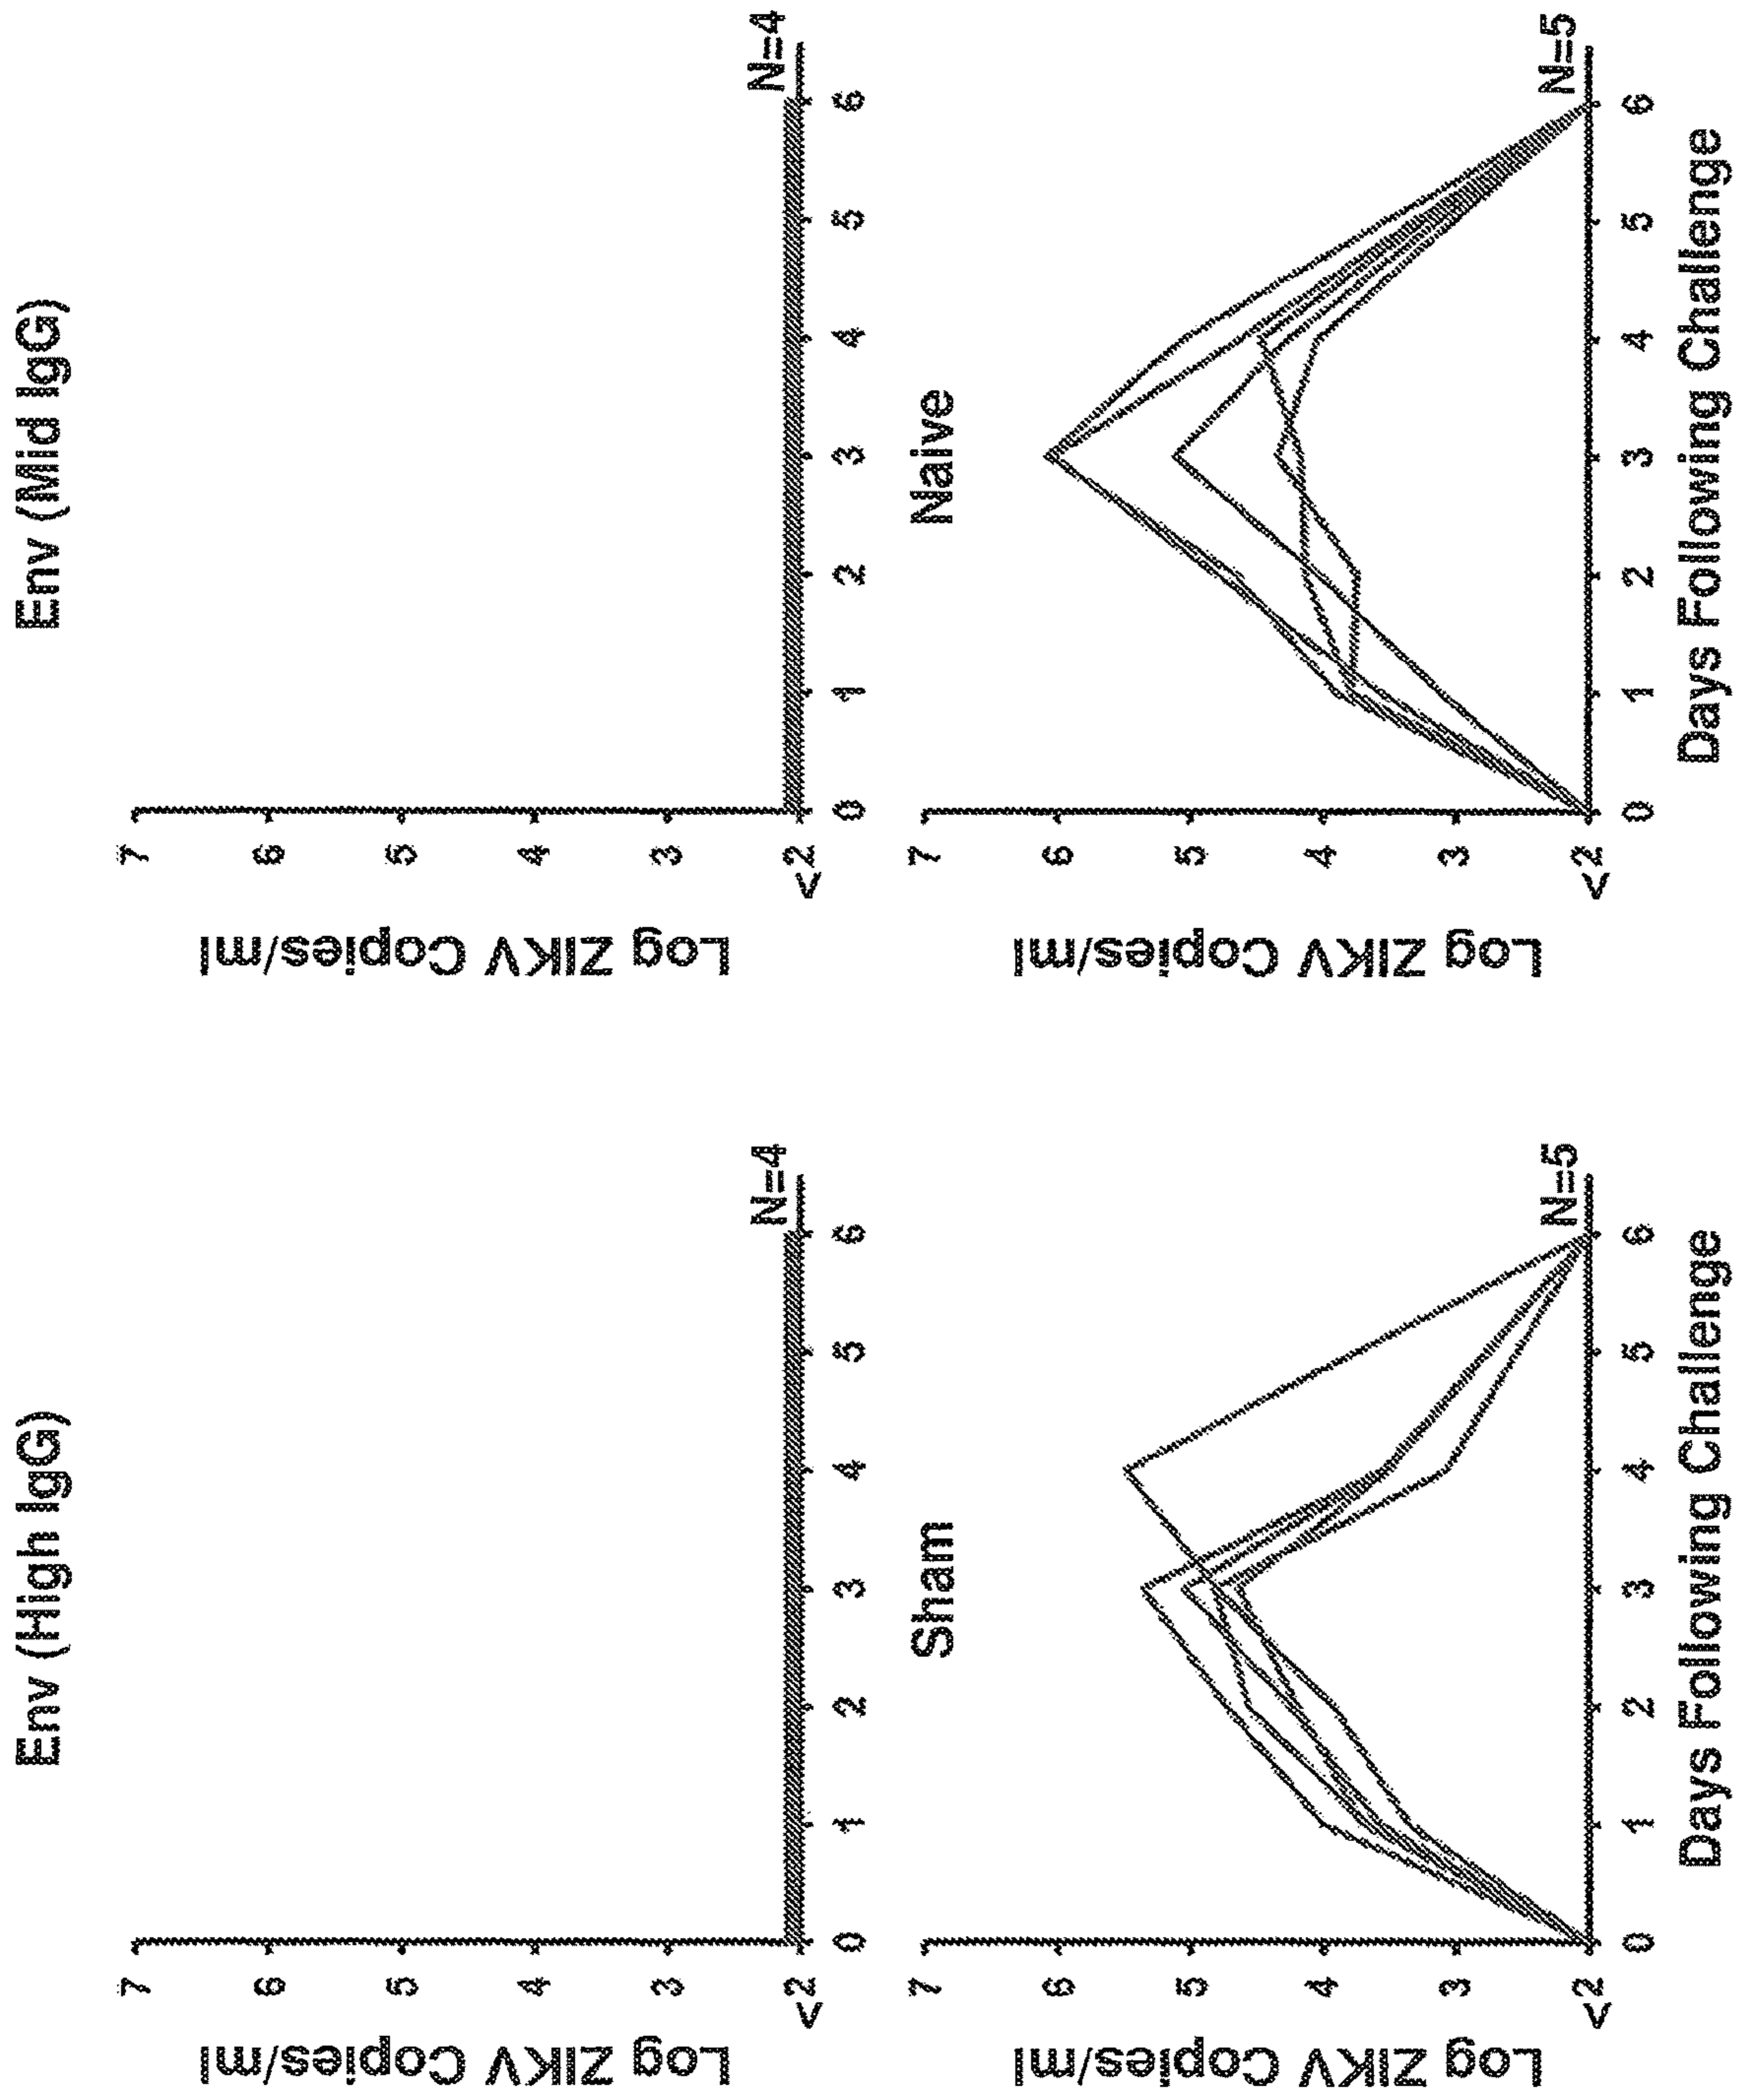 Env (High IgG)
Log ZIKV Copies/ml
7
6
5
4
3
<2
0 1 2 3 4 5 6
N=4
Env (Mid IgG)
Log ZIKV Copies/ml
7
6
5
4
3
<2
0 1 2 3 4 5 6
N=4
Sham
Log ZIKV Copies/ml
7
6
5
4
3
<2
0 1 2 3 4 5 6
N=5
Days Following Challenge
Naive
Log ZIKV Copies/ml
7
6
5
4
3
<2
0 1 2 3 4 5 6
N=5
Days Following Challenge